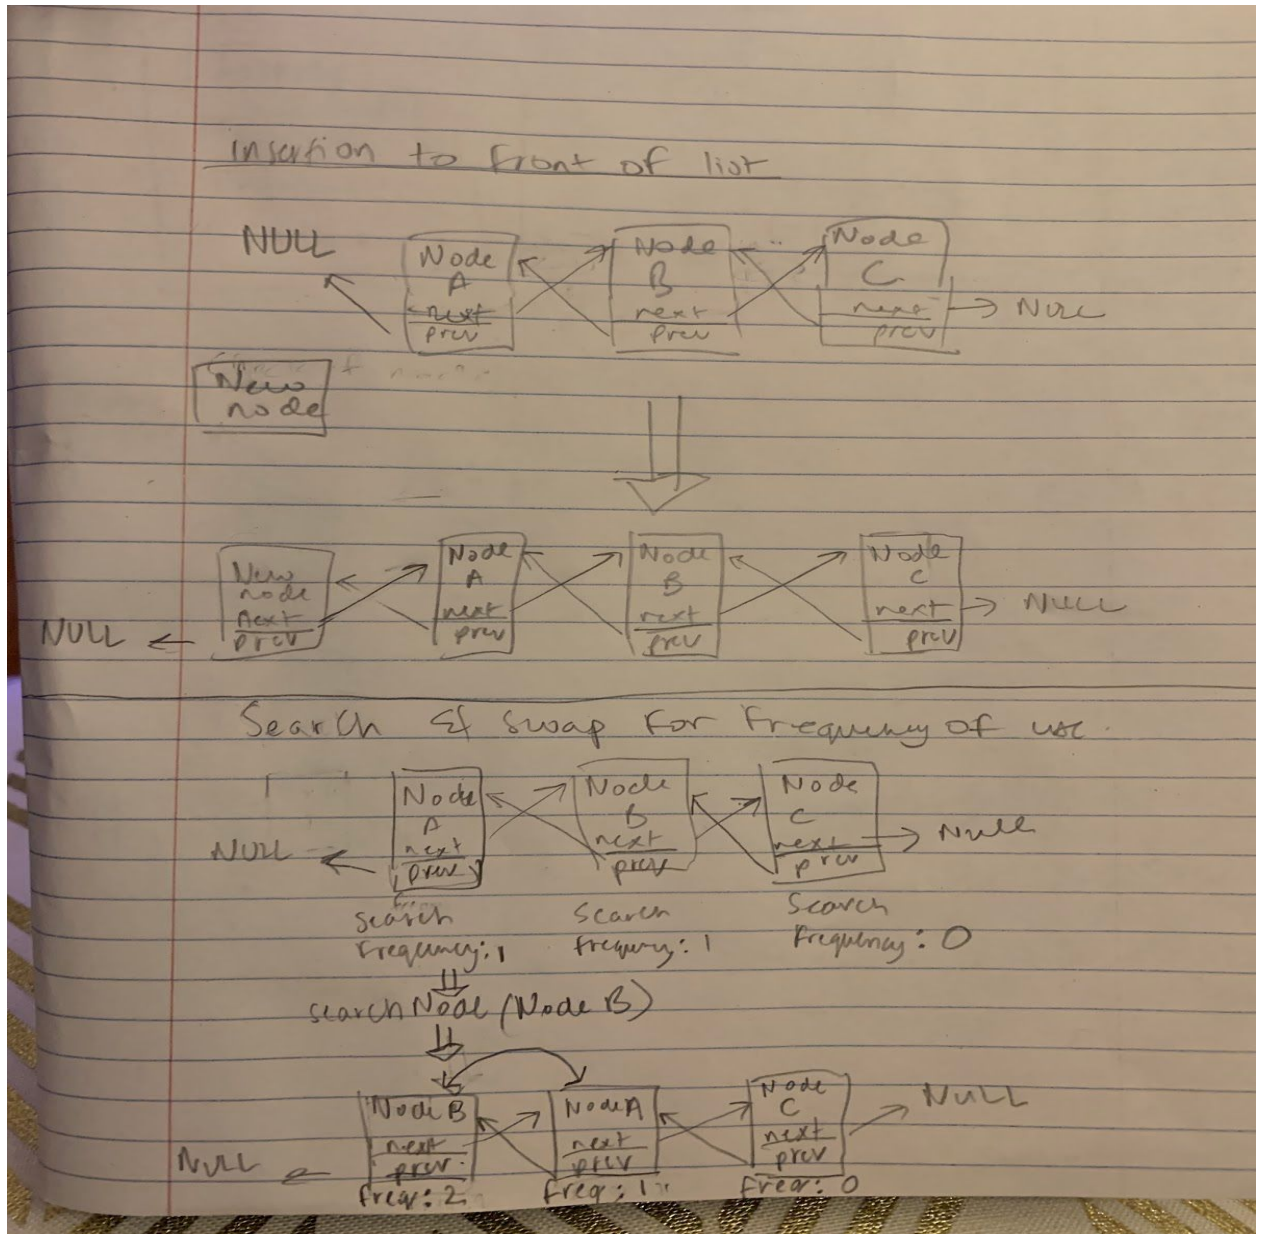 Insertion to front of list
NULL
Node A next prev
Node B next prev
Node C next prev
NULL
New node
New node next prev
Node A next prev
Node B next prev
Node C next prev
NULL
NULL
Search & swap for frequency of use.
Node A next prev
Node B next prev
Node C next prev
NULL
NULL
Search Frequency: 1
Search frequency: 1
Search frequency: 0
searchNode (Node B)
Node B next prev
Node A next prev
Node C next prev
NULL
NULL
freq: 2
freq: 1
freq: 0